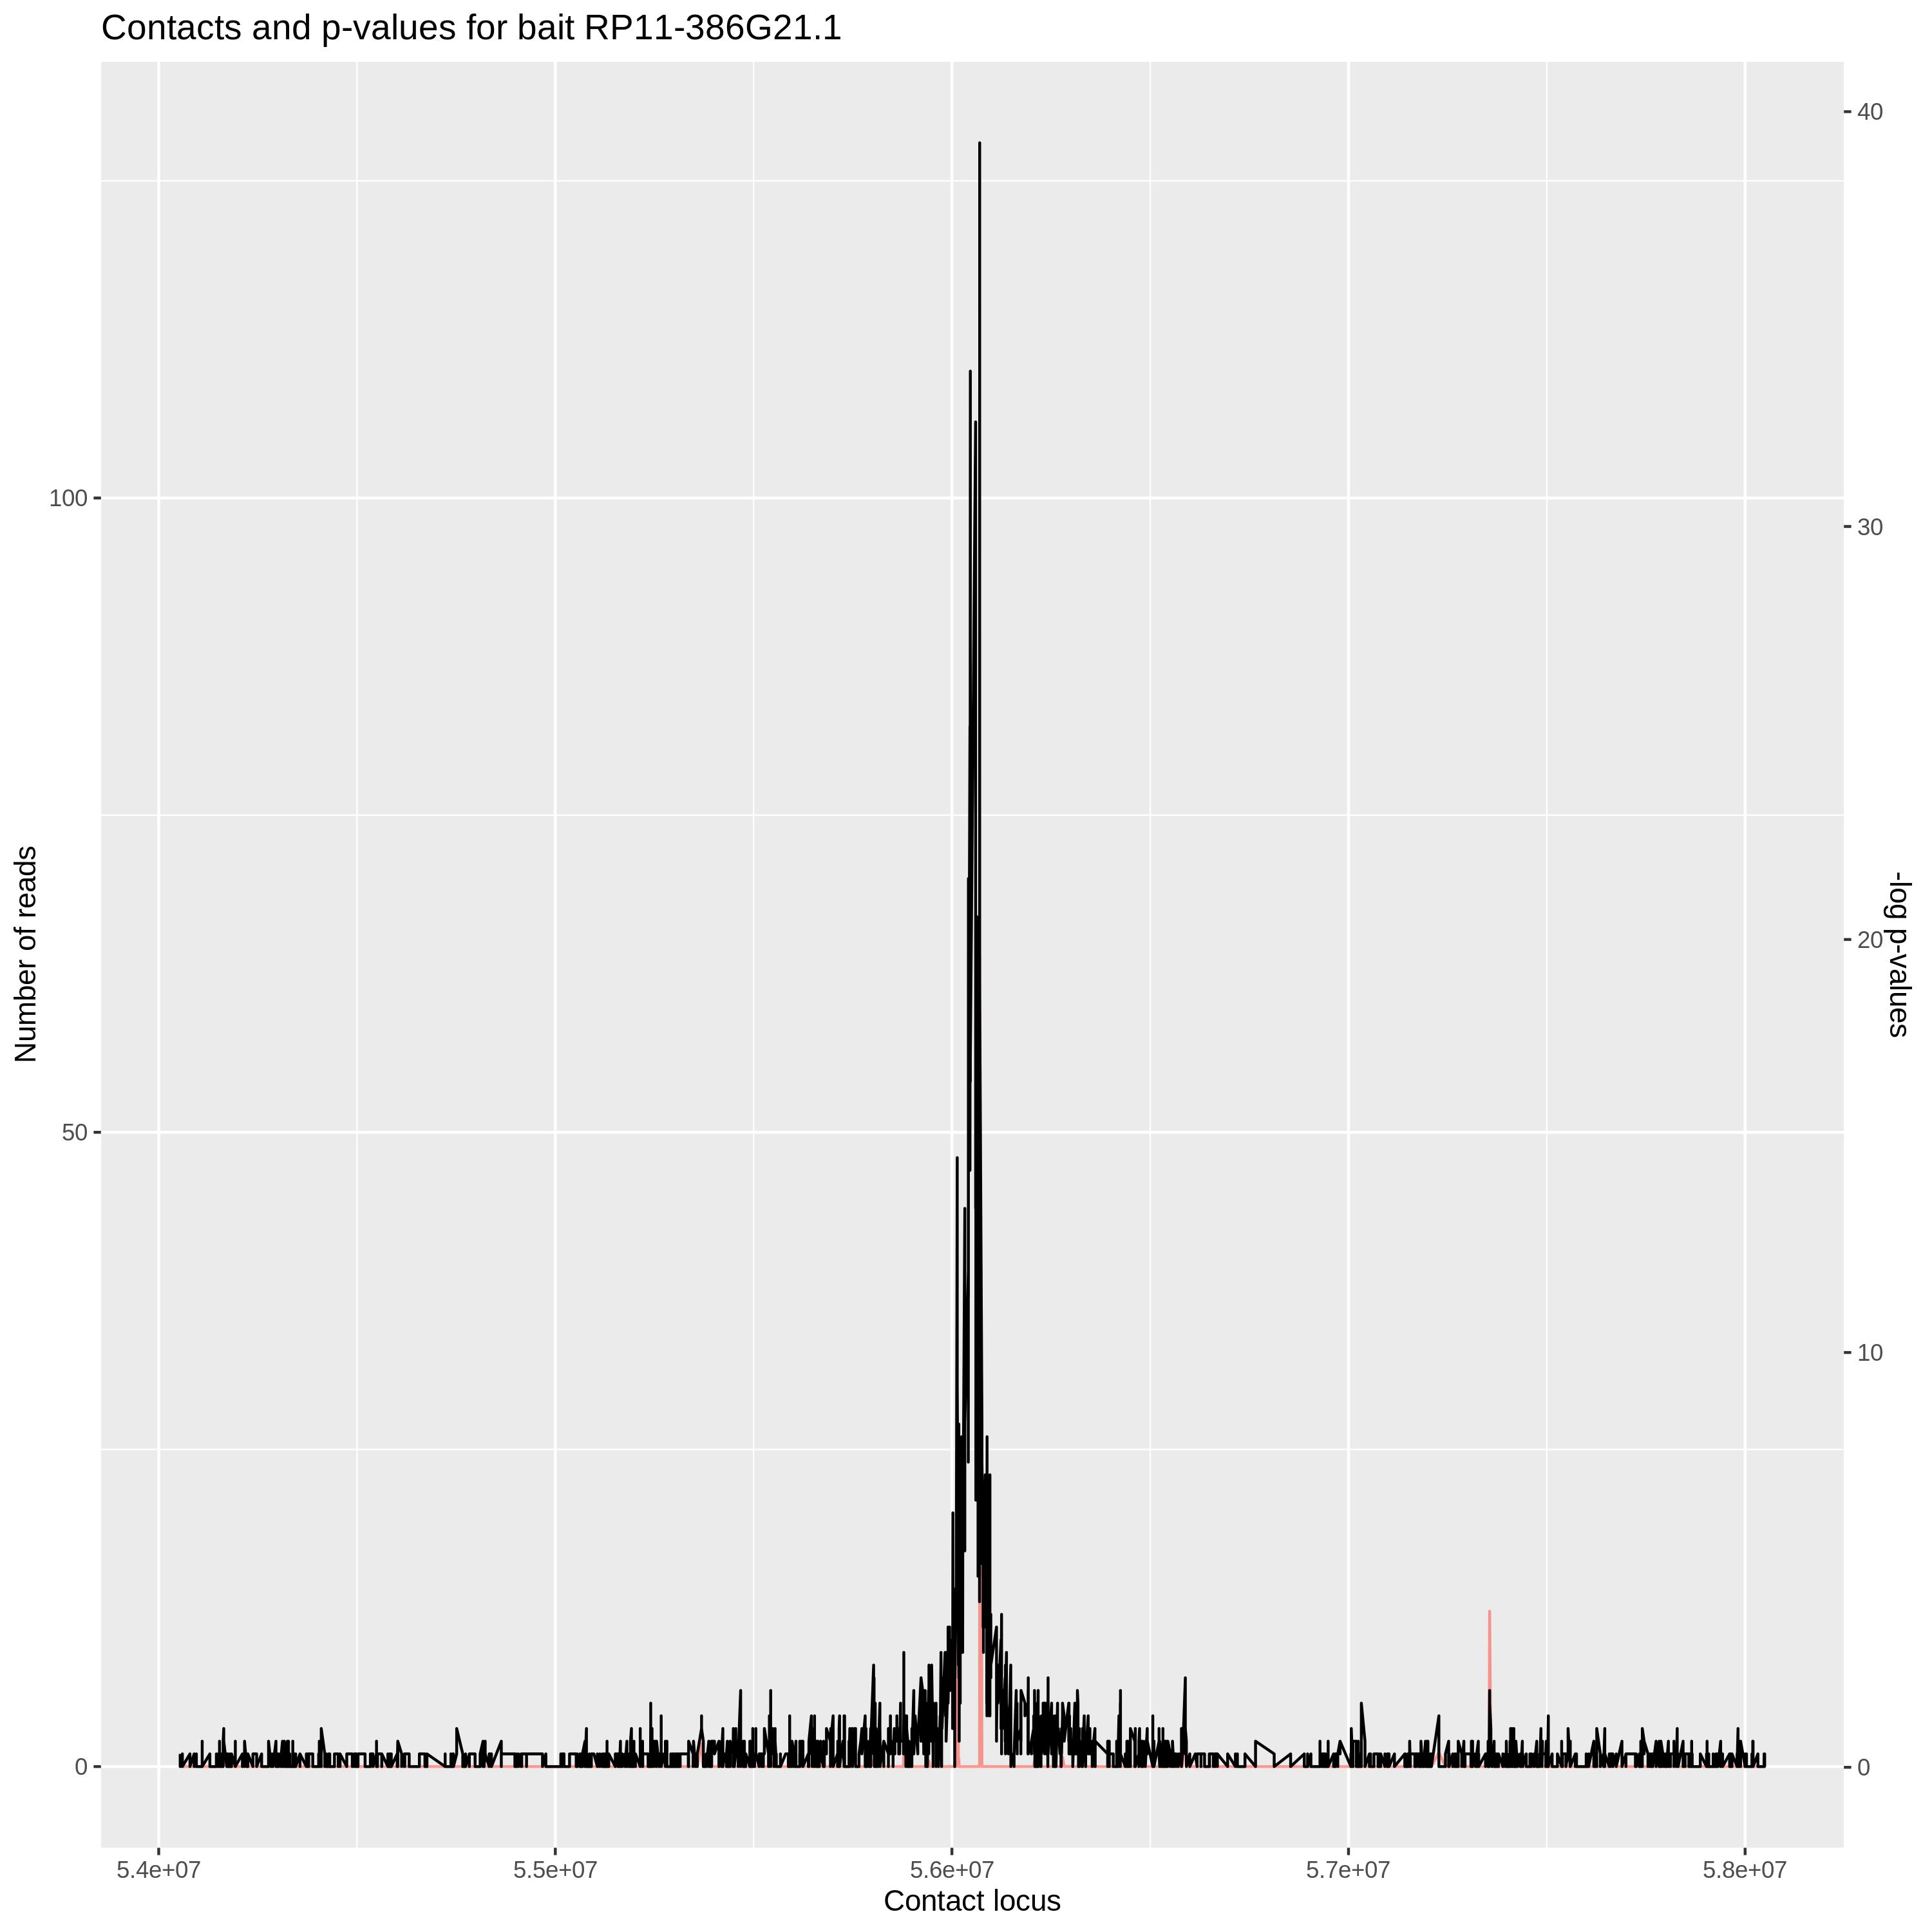 Contacts and p-values for bait RP11-386G21.1
Number of reads
100
50
0
40
30
20
10
0
-log p-values
5.4e+07 5.5e+07 5.6e+07 5.7e+07 5.8e+07
Contact locus